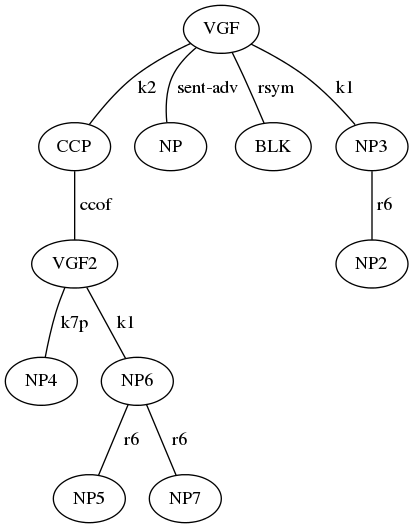 VGF
k2 sent-adv rsym k1
CCP NP BLK NP3
ccof r6
VGF2 NP2
k7p k1
NP4 NP6
r6 r6
NP5 NP7